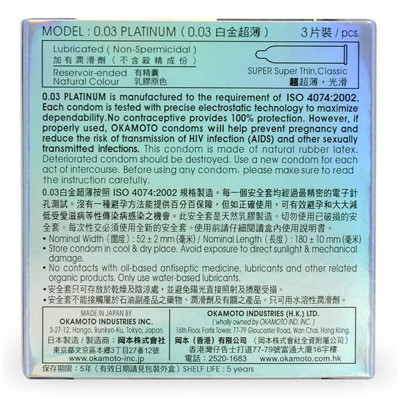 MODEL : 0.03 PLATINUM ( 0.03 白金超薄 ) 3 片裝 / pcs.
Lubricated ( Non-Spermicidal )
加有潤滑劑 (不含殺精成份)
Reservoir-ended 有精囊
Natural Colour 乳膠原色
SUPER Super Thin,Classic
超超薄，光滑
0.03 PLATINUM is manufactured to the requirement of ISO 4074:2002.
Each condom is tested with precise electrostatic technology to maximize
dependability.No contraceptive provides 100% protection. However, if
properly used, OKAMOTO condoms will help prevent pregnancy and
reduce the risk of transmission of HIV infection (AIDS) and other sexually
transmitted infections. This condom is made of natural rubber latex.
Deteriorated condom should be destroyed. Use a new condom for each
act of intercourse. Before using any condom, please make sure to read
the instruction carefully.
0.03白金超薄按照 ISO 4074:2002 規格製造。每一個安全套均經過最精密的電子針
孔測試。沒有一種避孕方法能提供百分百保障，但如正確使用，可有效避孕和大大減
低受愛滋病等性傳染病感染之機會。此安全套是天然乳膠製造。切勿使用已破損的安
全套。每次性交必須使用一個全新的安全套。使用前請仔細閱讀盒內使用說明書。
• Nominal Width (闊度) : 52±2 mm (毫米) / Nominal Length (長度) : 180±10 mm (毫米)
• Store condom in cool & dry place. Avoid exposure to direct sunlight & mechanical
damage.
• No contacts with oil-based antiseptic medicine, lubricants and other related
organic products. Only use water-based lubricants.
• 安全套只可存放於乾燥及陰涼處，並避免陽光直接照射及盒身受到擠壓損毀。
• 安全套不能接觸屬於石油副產品之藥物、潤滑劑及有關之產品。只可用水溶性潤滑劑。
MADE IN JAPAN BY
OKAMOTO INDUSTRIES INC.
3-27-12, Hongo, Bunkyo-Ku, Tokyo, Japan
日本製造 / 製造商 : 岡本株式会社
東京都文京区本鄉3丁目27番12號
www.okamoto-inc.jp
OKAMOTO INDUSTRIES (H.K.) LTD.
( wholly owned by OKAMOTO IND. INC. )
16th Floor, Fortis Tower, 77-79 Gloucester Road, Wan Chai, Hong Kong.
岡本 (香港) 有限公司 (岡本株式会社全資附屬公司)
香港灣仔告士打道77-79號富通大廈16字樓
電話 : 2520-1683 www.okamoto.com.hk
保存期限 : 5年 ( 有效日期請見包裝外盒 ) SHELF LIFE : 5 years